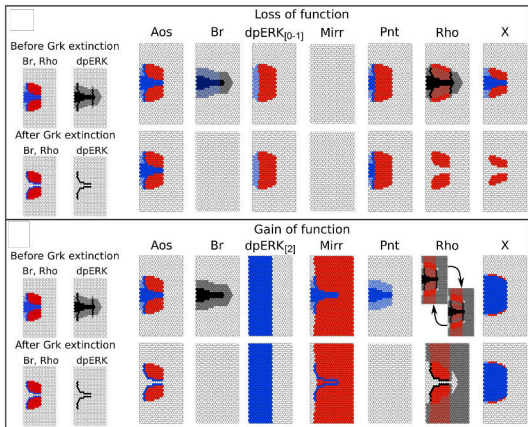 Loss of function
Before Grk extinction
Br, Rho dpERK
Aos Br dpERK[0-1] Mirr Pnt Rho X
After Grk extinction
Br, Rho dpERK
Gain of function
Before Grk extinction
Br, Rho dpERK
Aos Br dpERK[2] Mirr Pnt Rho X
After Grk extinction
Br, Rho dpERK